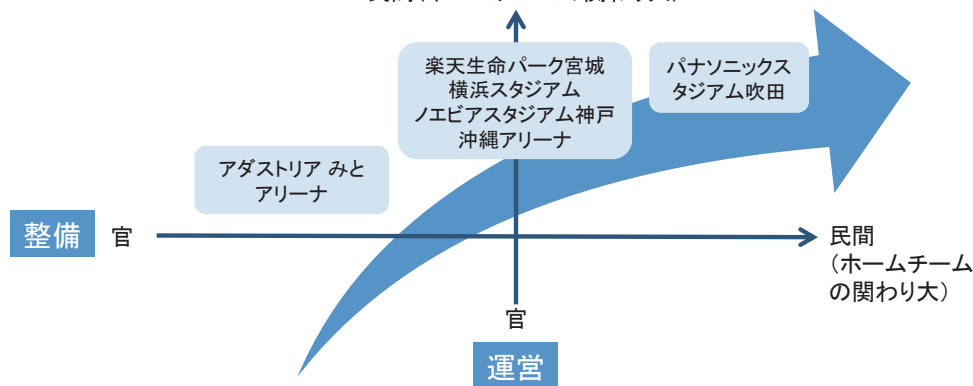 楽天生命パーク宮城
横浜スタジアム
ノエビアスタジアム神戸
沖縄アリーナ
パナソニックス
タジアム吹田
アダストリア みと
アリーナ
整備
官
民間
（ホームチーム
の関わり大）
官
運営